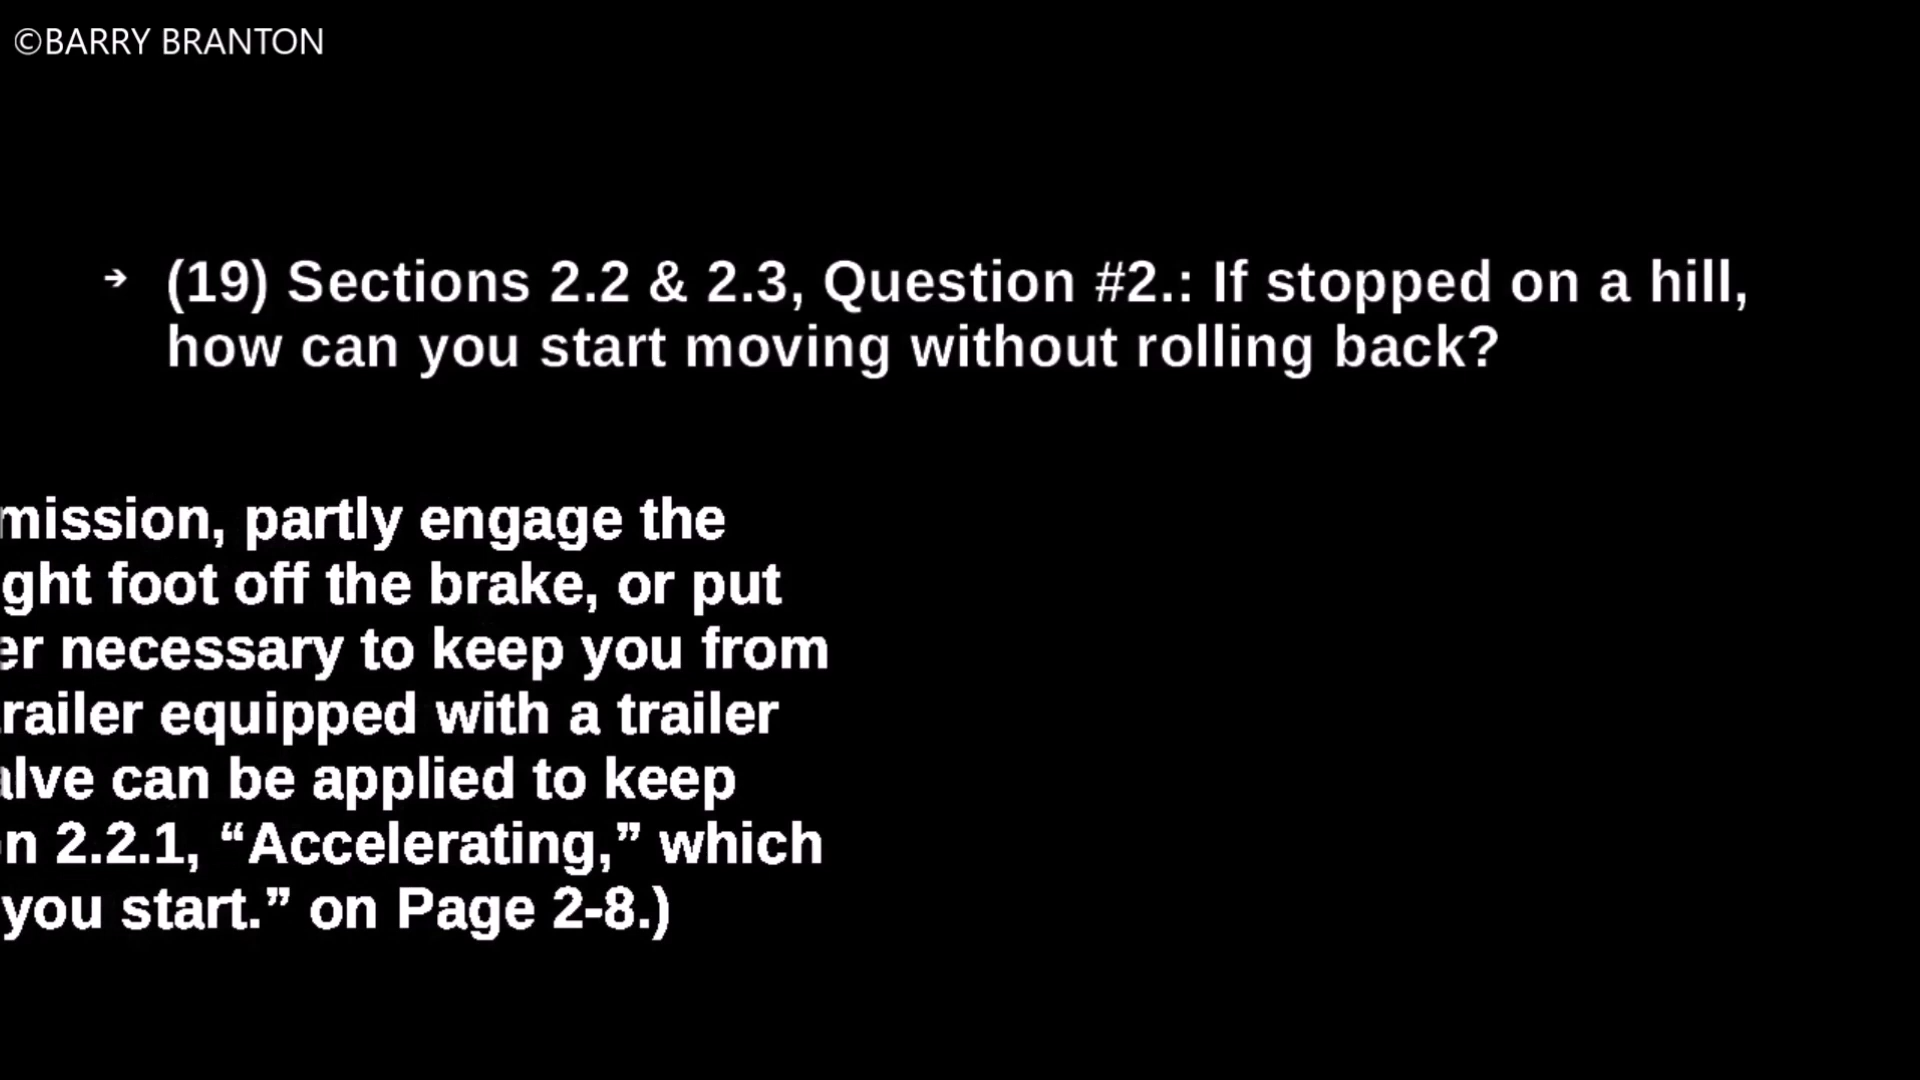 ©BARRY BRANTON
→ (19) Sections 2.2 & 2.3, Question #2.: If stopped on a hill,
how can you start moving without rolling back?
mission, partly engage the
ght foot off the brake, or put
er necessary to keep you from
railer equipped with a trailer
alve can be applied to keep
n 2.2.1, “Accelerating,” which
you start.” on Page 2-8.)